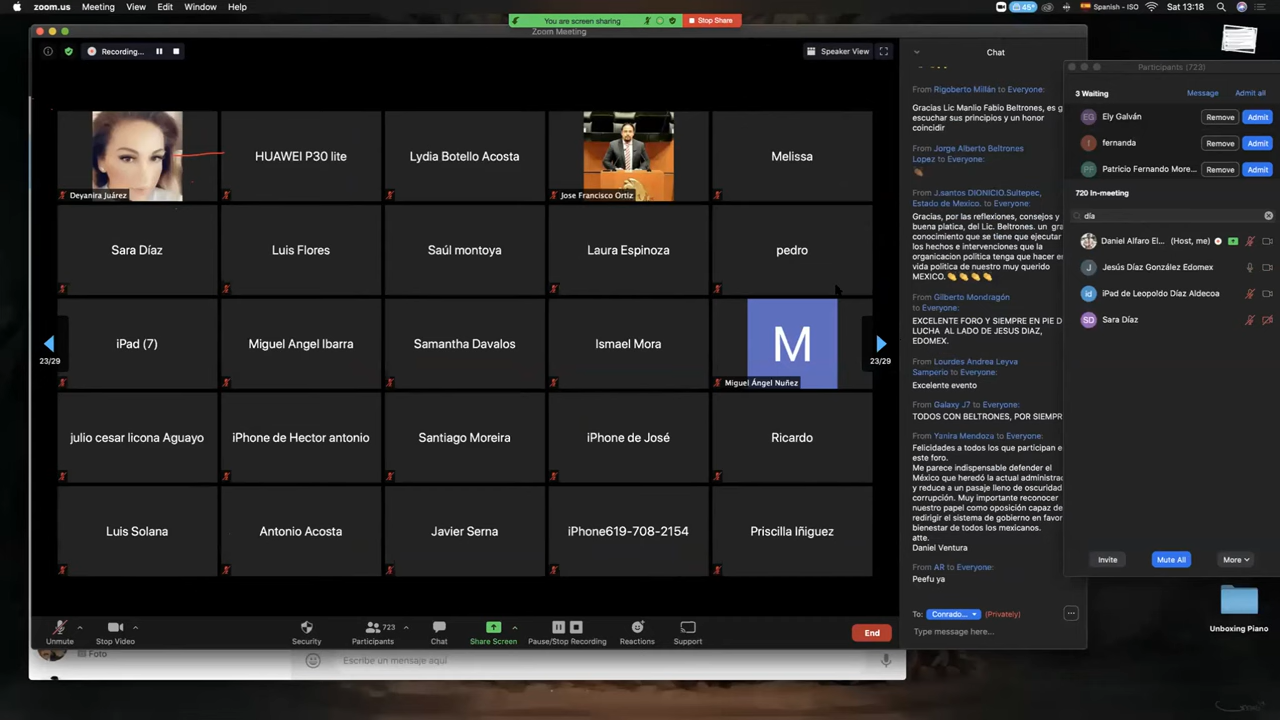 zoom.us Meeting View Edit Window Help
You are screen sharing
Stop Share
45°
Spanish - ISO
Sat 13:18
Zoom Meeting
Recording...
Speaker View
Deyanira Juárez
HUAWEI P30 lite
Lydia Botello Acosta
Jose Francisco Ortiz
Melissa
Sara Díaz
Luis Flores
Saúl montoya
Laura Espinoza
pedro
iPad (7)
Miguel Angel Ibarra
Samantha Davalos
Ismael Mora
M
Miguel Ángel Nuñez
23/29
23/29
julio cesar licona Aguayo
iPhone de Hector antonio
Santiago Moreira
iPhone de José
Ricardo
Luis Solana
Antonio Acosta
Javier Serna
iPhone619-708-2154
Priscilla Iñiguez
Unmute
Stop Video
Security
Participants
723
Chat
Share Screen
Pause/Stop Recording
Reactions
Support
End
Foto
Escribe un mensaje aquí
Chat
From Rigoberto Millán to Everyone:
Gracias Lic Manlio Fabio Beltrones, es g
escuchar sus principios y un honor
coincidir
From Jorge Alberto Beltrones
Lopez to Everyone:
From J.santos DIONICIO.Sultepec,
Estado de Mexico. to Everyone:
Gracias, por las reflexiones, consejos y
buena platica, del Lic. Beltrones. un gra
conocimiento que se tiene que ejecutar
los hechos e intervenciones que la
organicacion politica tenga que hacer en
vida politica de nuestro muy querido
MEXICO.
From Gilberto Mondragón
to Everyone:
EXCELENTE FORO Y SIEMPRE EN PIE D
LUCHA AL LADO DE JESUS DIAZ,
EDOMEX.
From Lourdes Andrea Leyva
Samperio to Everyone:
Excelente evento
From Galaxy J7 to Everyone:
TODOS CON BELTRONES, POR SIEMPR
From Yanira Mendoza to Everyone:
Felicidades a todos los que participan e
este foro.
Me parece indispensable defender el
México que heredó la actual administrac
y reduce a un pasaje lleno de oscuridad
corrupción. Muy importante reconocer
nuestro papel como oposición capaz de
redirigir el sistema de gobierno en favor
bienestar de todos los mexicanos.
atte.
Daniel Ventura
From AR to Everyone:
Peefu ya
To: Conrado... (Privately)
Type message here...
Participants (723)
3 Waiting
Message
Admit all
EG Ely Galván Remove Admit
f fernanda Remove Admit
PF Patricio Fernando More... Remove Admit
720 In-meeting
día
Daniel Alfaro El... (Host, me)
J Jesús Díaz González Edomex
id iPad de Leopoldo Díaz Aldecoa
SD Sara Díaz
Invite
Mute All
More
Unboxing Piano